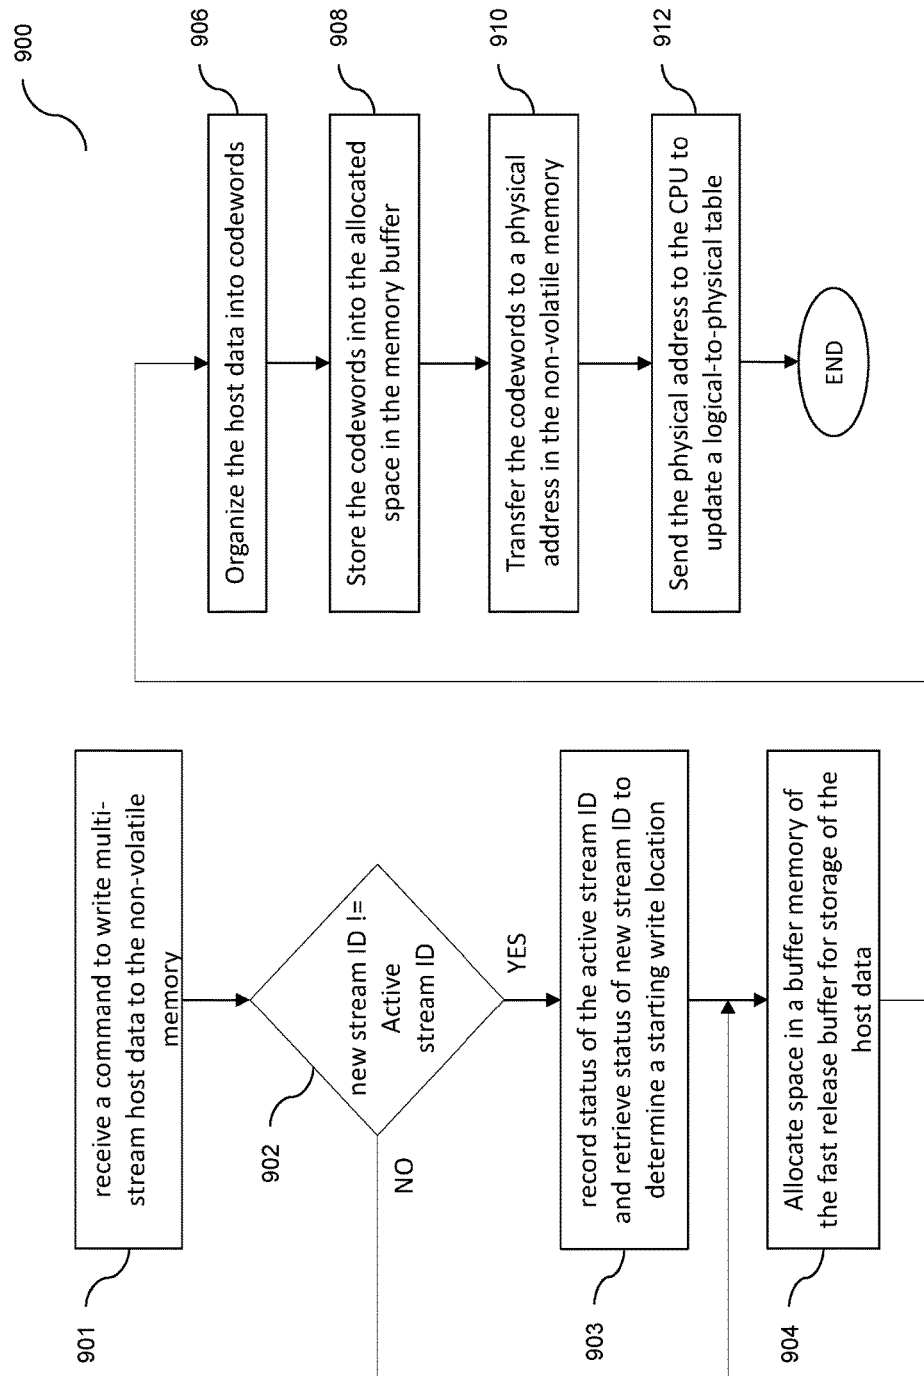 900
901
receive a command to write multi-
stream host data to the non-volatile
memory
902
new stream ID !=
Active
stream ID
NO
YES
903
record status of the active stream ID
and retrieve status of new stream ID to
determine a starting write location
904
Allocate space in a buffer memory of
the fast release buffer for storage of the
host data
906
Organize the host data into codewords
908
Store the codewords into the allocated
space in the memory buffer
910
Transfer the codewords to a physical
address in the non-volatile memory
912
Send the physical address to the CPU to
update a logical-to-physical table
END